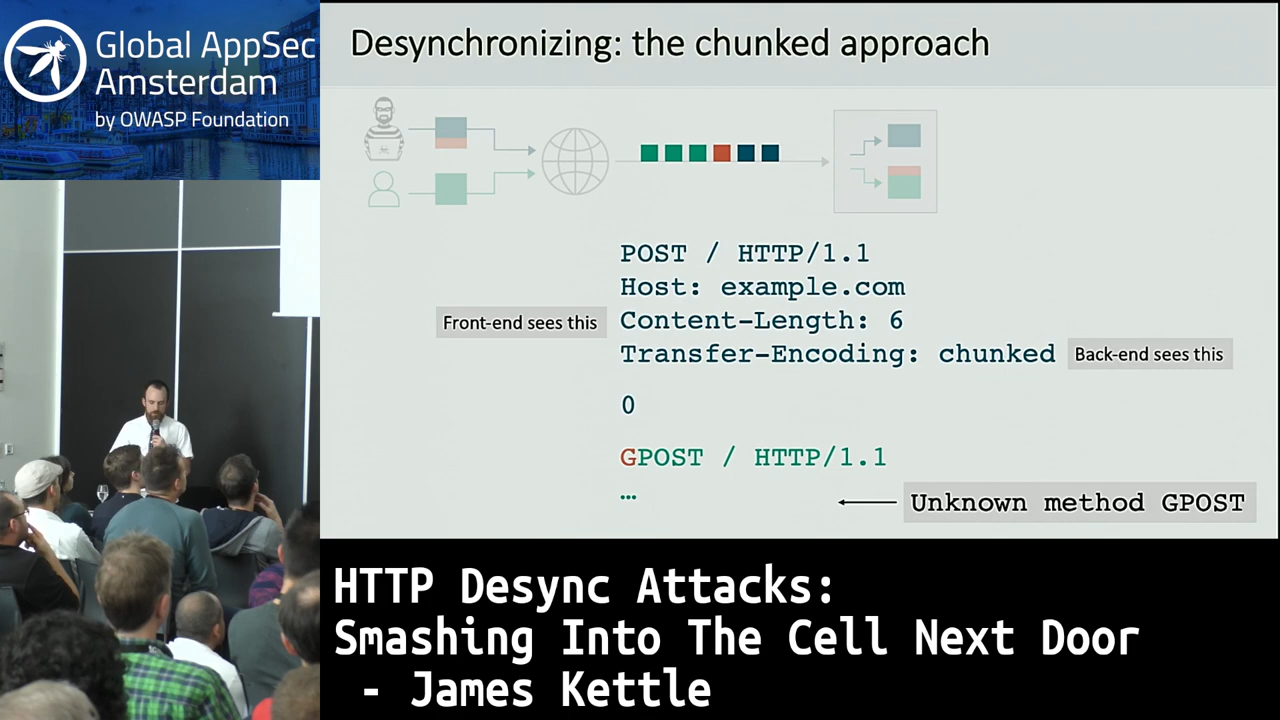 Global AppSec
Amsterdam
by OWASP Foundation
Desynchronizing: the chunked approach
POST / HTTP/1.1
Host: example.com
Front-end sees this
Content-Length: 6
Transfer-Encoding: chunked
Back-end sees this
0
GPOST / HTTP/1.1
…
Unknown method GPOST
HTTP Desync Attacks:
Smashing Into The Cell Next Door
- James Kettle